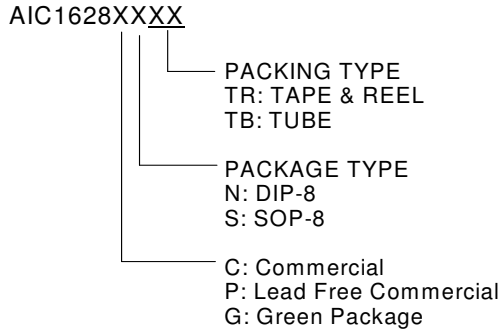 AIC1628XXXX
PACKING TYPE
TR: TAPE & REEL
TB: TUBE
PACKAGE TYPE
N: DIP-8
S: SOP-8
C: Commercial
P: Lead Free Commercial
G: Green Package